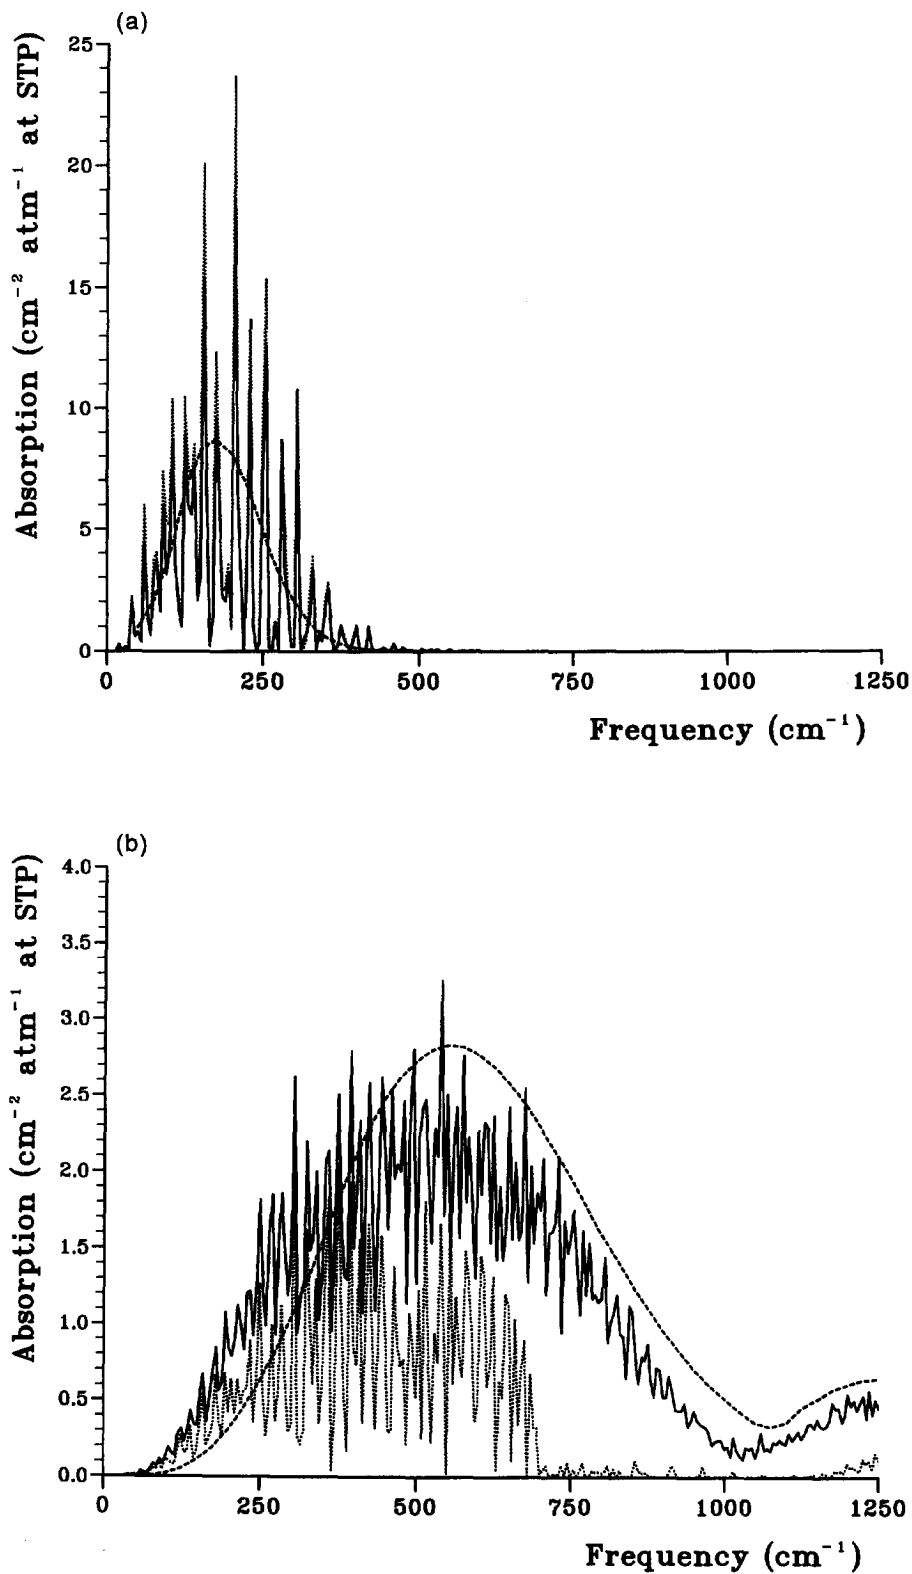 (a)
Absorption (cm⁻² atm⁻¹ at STP)
25
20
15
10
5
0
0 250 500 750 1000 1250
Frequency (cm⁻¹)
(b)
Absorption (cm⁻² atm⁻¹ at STP)
4.0
3.5
3.0
2.5
2.0
1.5
1.0
0.5
0.0
0 250 500 750 1000 1250
Frequency (cm⁻¹)